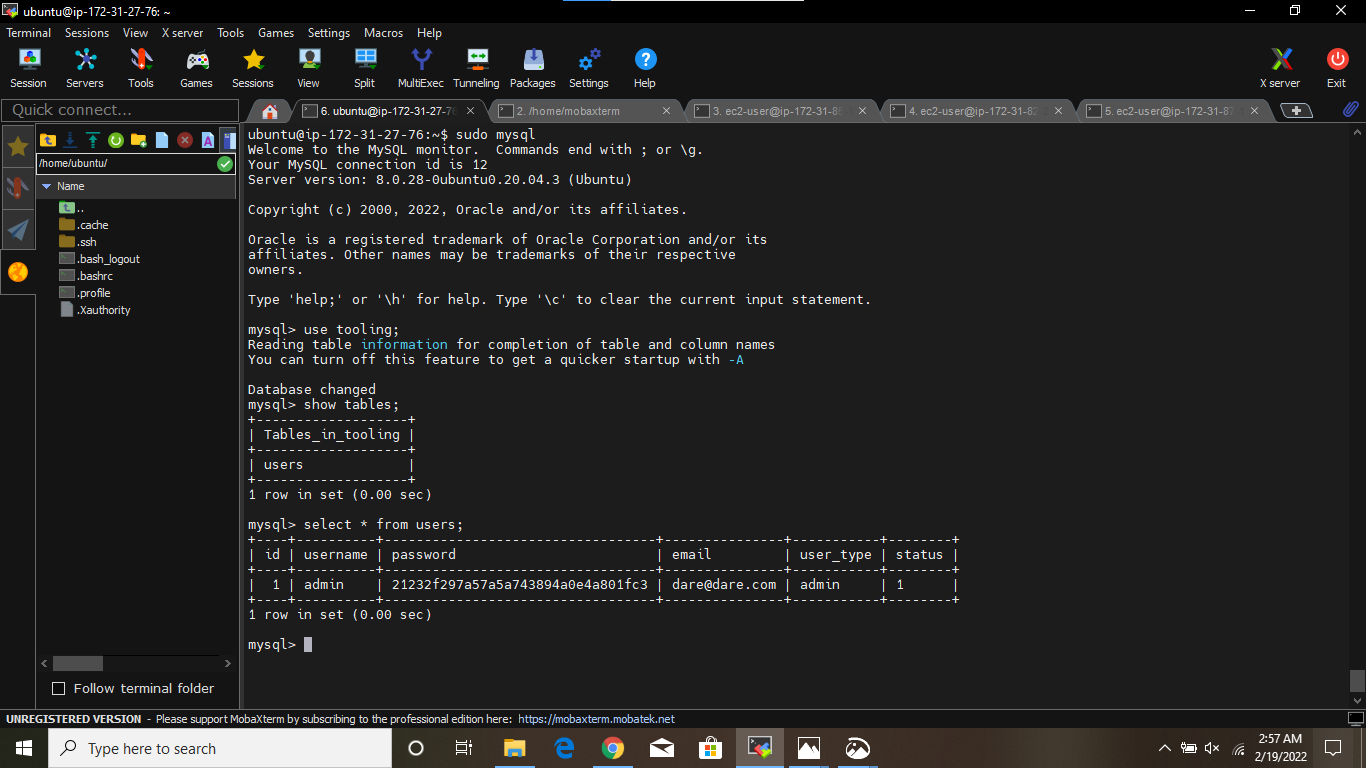 ubuntu@ip-172-31-27-76: ~
Terminal Sessions View X server Tools Games Settings Macros Help
Session Servers Tools Games Sessions View Split MultiExec Tunneling Packages Settings Help X server Exit
Quick connect...
6. ubuntu@ip-172-31-27-76 2. /home/mobaxterm 3. ec2-user@ip-172-31-8 4. ec2-user@ip-172-31-82- 5. ec2-user@ip-172-31-8
/home/ubuntu/
Name
..
.cache
.ssh
.bash_logout
.bashrc
.profile
.Xauthority
Follow terminal folder
ubuntu@ip-172-31-27-76:~$ sudo mysql
Welcome to the MySQL monitor.  Commands end with ; or \g.
Your MySQL connection id is 12
Server version: 8.0.28-0ubuntu0.20.04.3 (Ubuntu)
Copyright (c) 2000, 2022, Oracle and/or its affiliates.
Oracle is a registered trademark of Oracle Corporation and/or its
affiliates. Other names may be trademarks of their respective
owners.
Type 'help;' or '\h' for help. Type '\c' to clear the current input statement.
mysql> use tooling;
Reading table information for completion of table and column names
You can turn off this feature to get a quicker startup with -A
Database changed
mysql> show tables;
+-------------------+
| Tables_in_tooling |
+-------------------+
| users             |
+-------------------+
1 row in set (0.00 sec)
mysql> select * from users;
+----+----------+----------------------------------+---------------+-----------+--------+
| id | username | password                         | email         | user_type | status |
+----+----------+----------------------------------+---------------+-----------+--------+
|  1 | admin    | 21232f297a57a5a743894a0e4a801fc3 | dare@dare.com | admin     | 1      |
+----+----------+----------------------------------+---------------+-----------+--------+
1 row in set (0.00 sec)
mysql>
UNREGISTERED VERSION - Please support MobaXterm by subscribing to the professional edition here: https://mobaxterm.mobatek.net
Type here to search
2:57 AM
2/19/2022